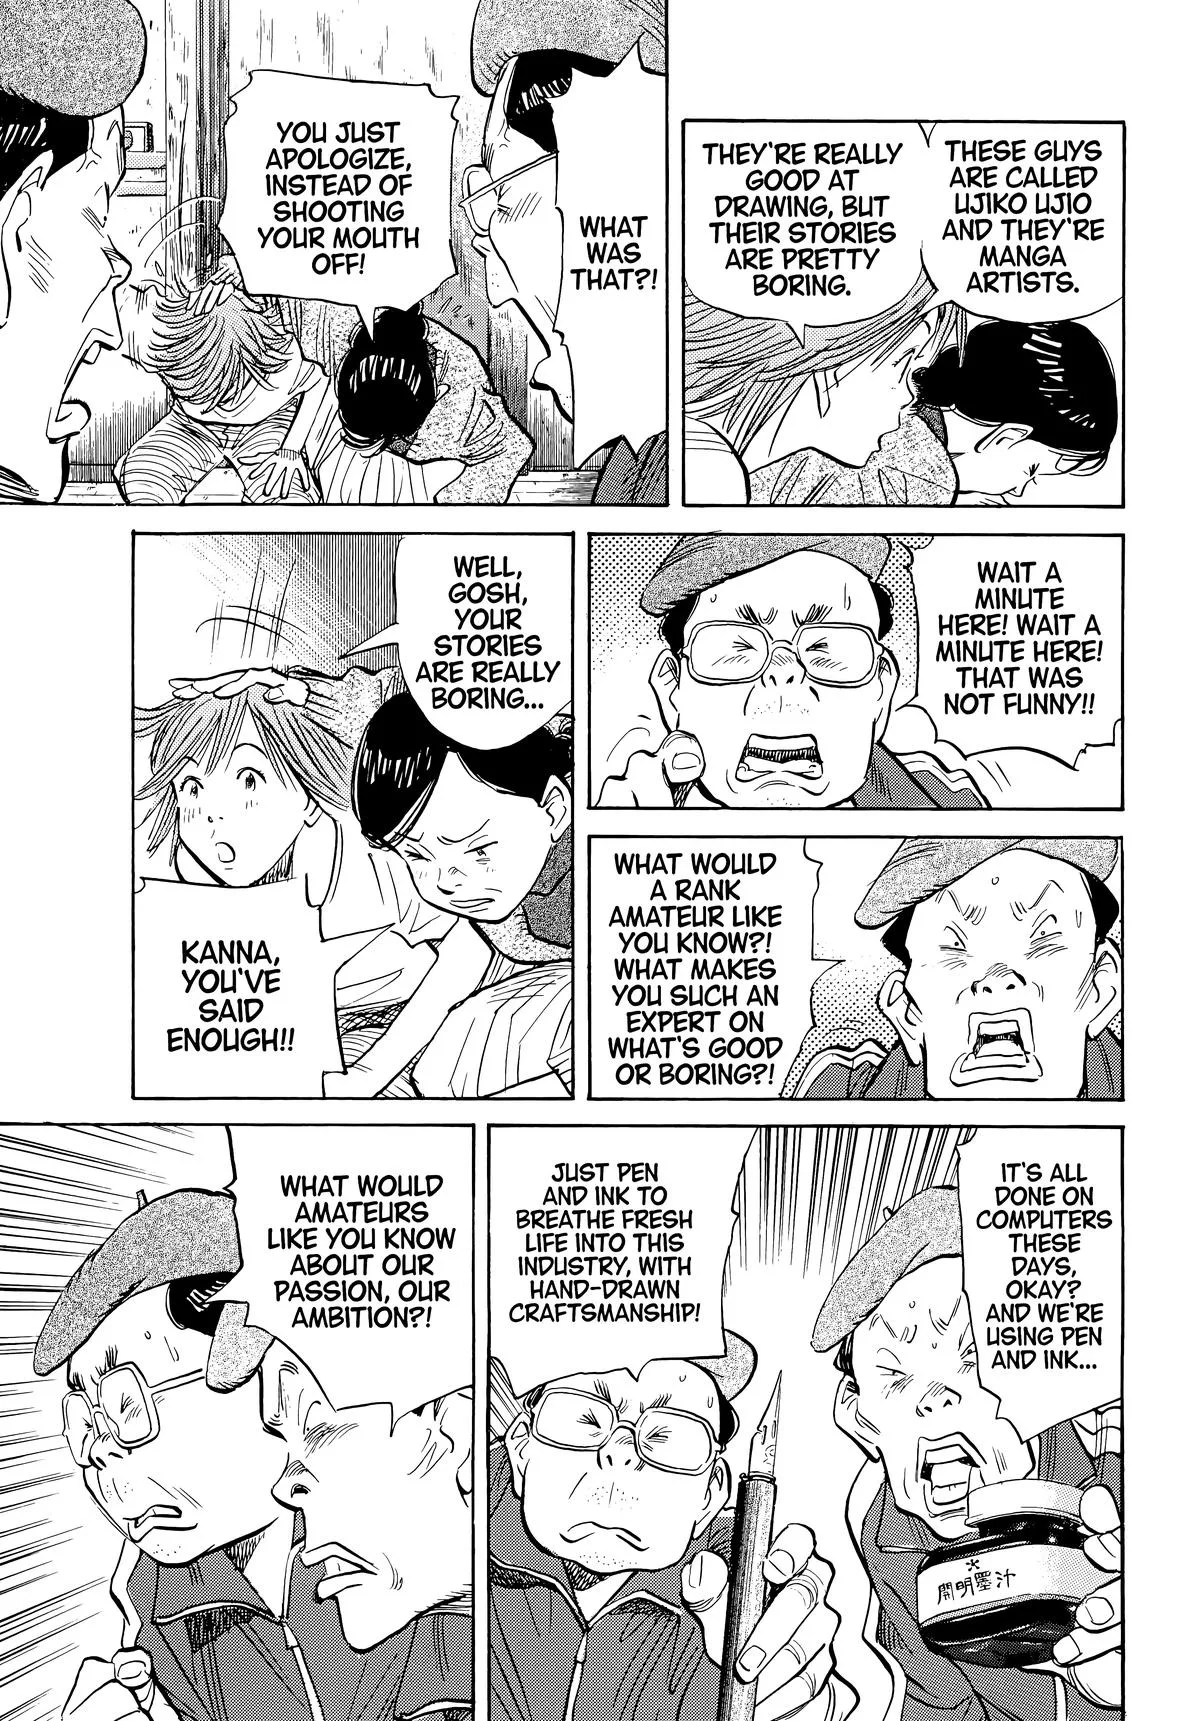 THESE GUYS
ARE CALLED
UJIKO UJIO
AND THEY'RE
MANGA
ARTISTS.
THEY'RE REALLY
GOOD AT
DRAWING, BUT
THEIR STORIES
ARE PRETTY
BORING.
WHAT
WAS
THAT?!
YOU JUST
APOLOGIZE,
INSTEAD OF
SHOOTING
YOUR MOUTH
OFF!
WAIT A
MINUTE
HERE! WAIT A
MINUTE HERE!
THAT WAS
NOT FUNNY!!
WHAT WOULD
A RANK
AMATEUR LIKE
YOU KNOW?!
WHAT MAKES
YOU SUCH AN
EXPERT ON
WHAT'S GOOD
OR BORING?!
WELL,
GOSH,
YOUR
STORIES
ARE REALLY
BORING...
KANNA,
YOU'VE
SAID
ENOUGH!!
IT'S ALL
DONE ON
COMPUTERS
THESE
DAYS,
OKAY?
AND WE'RE
USING PEN
AND INK...
開明墨汁
JUST PEN
AND INK TO
BREATHE FRESH
LIFE INTO THIS
INDUSTRY, WITH
HAND-DRAWN
CRAFTSMANSHIP!
WHAT WOULD
AMATEURS
LIKE YOU KNOW
ABOUT OUR
PASSION, OUR
AMBITION?!